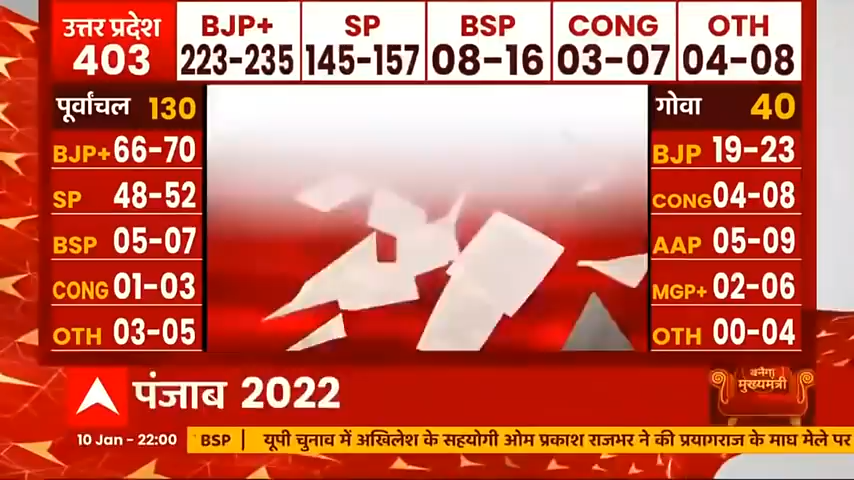 उत्तर प्रदेश
403
BJP+
223-235
SP
145-157
BSP
08-16
CONG
03-07
OTH
04-08
पूर्वांचल 130
BJP+ 66-70
SP 48-52
BSP 05-07
CONG 01-03
OTH 03-05
गोवा 40
BJP 19-23
CONG 04-08
AAP 05-09
MGP+ 02-06
OTH 00-04
पंजाब 2022
बनेगा
मुख्यमंत्री
10 Jan - 22:00
BSP | यूपी चुनाव में अखिलेश के सहयोगी ओम प्रकाश राजभर ने की प्रयागराज के माघ मेले पर